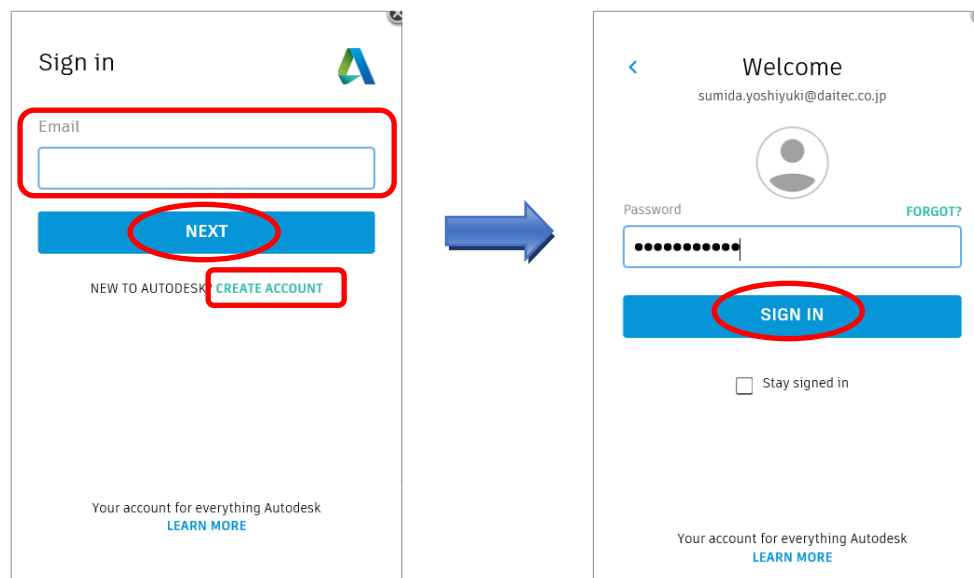 Sign in
Email
NEXT
NEW TO AUTODESK? CREATE ACCOUNT
Your account for everything Autodesk
LEARN MORE
Welcome
sumida.yoshiyuki@daitec.co.jp
Password
FORGOT?
SIGN IN
Stay signed in
Your account for everything Autodesk
LEARN MORE